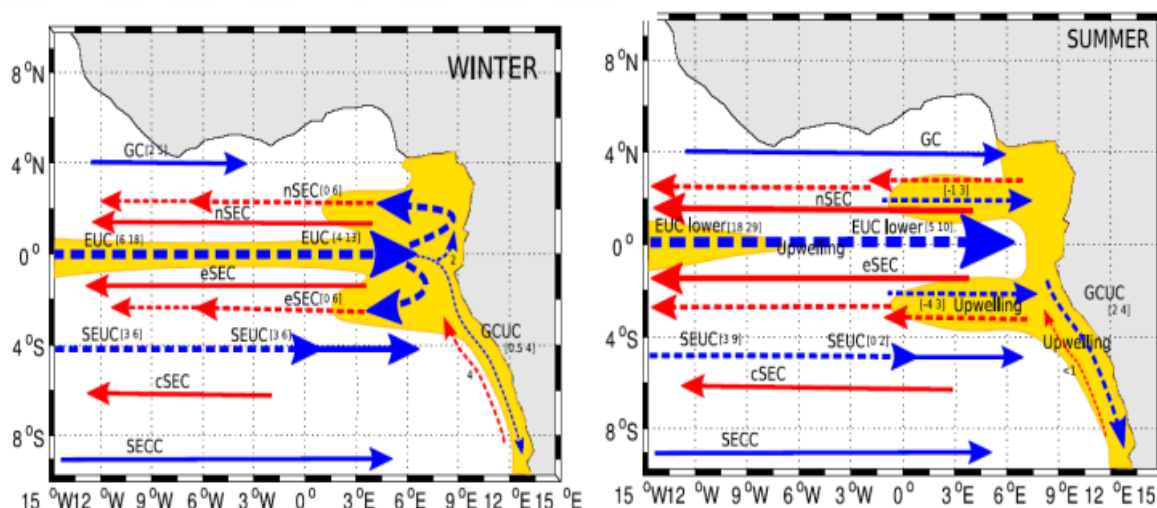 WINTER
8°N
GC[2 5]
4°N
nSEC[0 6]
nSEC
EUC [6 18]
EUC [4 13]
0°
2
eSEC
eSEC[0 6]
GCUC
[0.5 4]
SEUC[3 6]
SEUC[3 6]
4°S
4
cSEC
8°S
SECC
15°W12°W 9°W 6°W 3°W 0° 3°E 6°E 9°E 12°E 15°E
SUMMER
8°N
GC
4°N
[-1 3]
nSEC
EUC lower[18 29]
EUC lower[5 10]
0°
Upwelling
eSEC
GCUC
[2 4]
[-4 3]
Upwelling
SEUC[3 9]
SEUC[0 2]
Upwelling
4°S
<1
cSEC
8°S
SECC
15°W12°W 9°W 6°W 3°W 0° 3°E 6°E 9°E 12°E 15°E